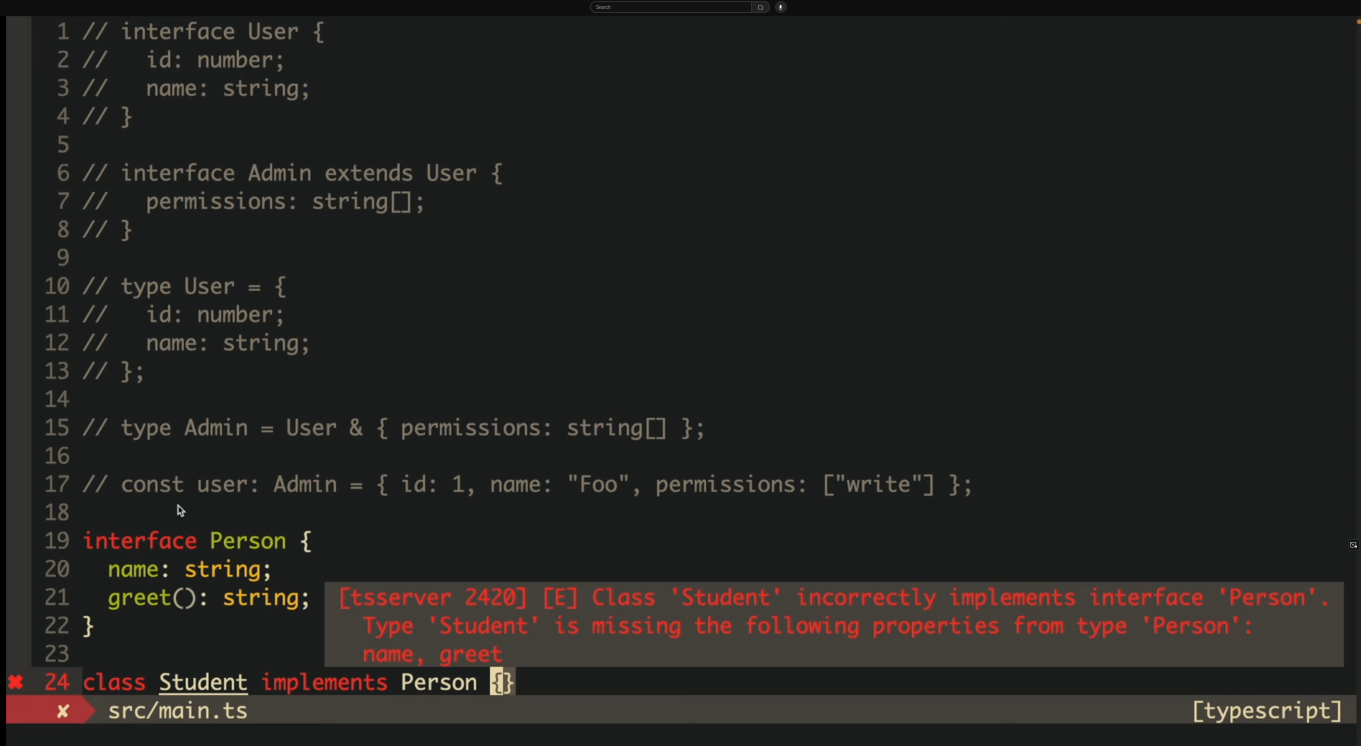 Search
1 // interface User {
2 //   id: number;
3 //   name: string;
4 // }
5
6 // interface Admin extends User {
7 //   permissions: string[];
8 // }
9
10 // type User = {
11 //   id: number;
12 //   name: string;
13 // };
14
15 // type Admin = User & { permissions: string[] };
16
17 // const user: Admin = { id: 1, name: "Foo", permissions: ["write"] };
18
19 interface Person {
20   name: string;
21   greet(): string; [tsserver 2420] [E] Class 'Student' incorrectly implements interface 'Person'.
22 } Type 'Student' is missing the following properties from type 'Person':
23 name, greet
✖ 24 class Student implements Person {}
✘ src/main.ts [typescript]